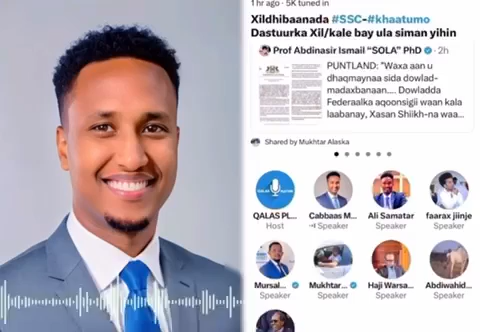 1 hr ago · 5K tuned in
Xildhibaanada #SSC-#khaatumo
Dastuurka Xil/kale bay ula siman yihin
Prof Abdinasir Ismail "SOLA" PhD · 2h
PUNTLAND: "Waxa aan u
dhaqmaynaa sida dowlad-
madaxbanaan.... Dowladda
Federaalka aqoonsigii waan kala
laabanay, Xasan Shiikh-na waa...
Shared by Mukhtar Alaska
QALAS PL...
Host
Cabbaas M...
Speaker
Ali Samatar
Speaker
faarax jiinje
Speaker
Mursal...
Speaker
Mukhtar...
Speaker
Haji Warsa...
Speaker
Abdiwahid...
Speaker